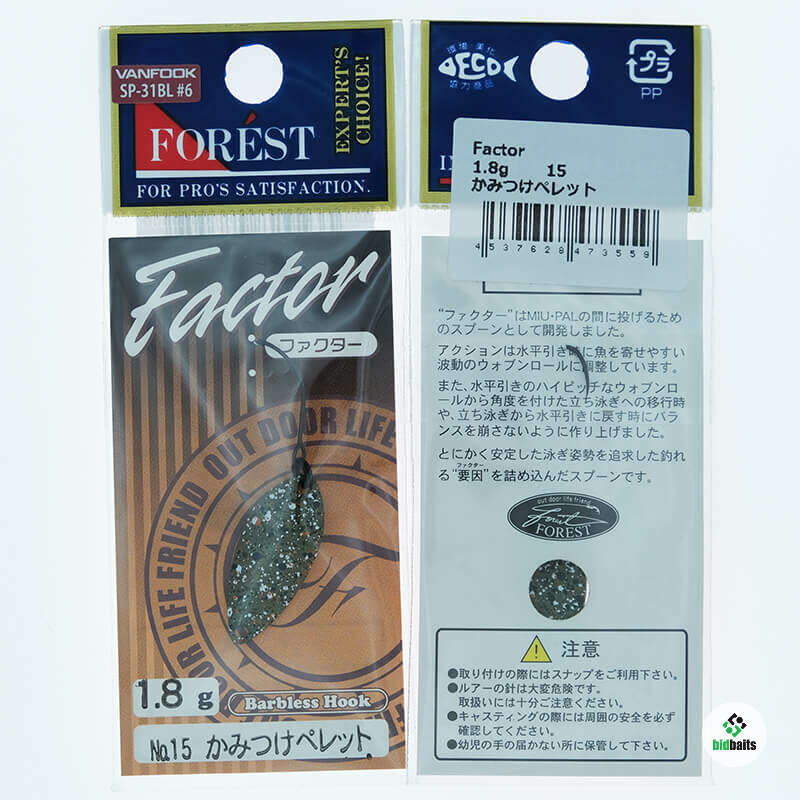 VANFOOK
SP-31BL #6
FORÉST
EXPERT'S
CHOICE!
FOR PRO'S SATISFACTION.
Factor
ファクター
OUT DOOR LIFE FRIEND
1.8 g
Barbless Hook
No.15 かみつけペレット
環境・美化
ECO
協力商品
プラ
PP
Factor
1.8g 15
かみつけペレット
4537628473559
“ファクター”はMIU・PALの間に投げるため
のスプーンとして開発しました。
アクションは水平引き時に魚を寄せやすい
波動のウォブンロールに調整しています。
また、水平引きのハイピッチなウォブンロ
ールから角度を付けた立ち泳ぎへの移行時
や、立ち泳ぎから水平引きに戻す時にバラン
スを崩さないように作り上げました。
とにかく安定した泳ぎ姿勢を追求した釣れ
る“要因”を詰め込んだスプーンです。
ファクター
out door life friend
Forest
FOREST
注意
●取り付けの際にはスナップをご利用下さい。
●ルアーの針は大変危険です。
取扱いには十分ご注意ください。
●キャスティングの際には周囲の安全を必ず
確認してください。
●幼児の手の届かない所に保管して下さい。
bidbaits